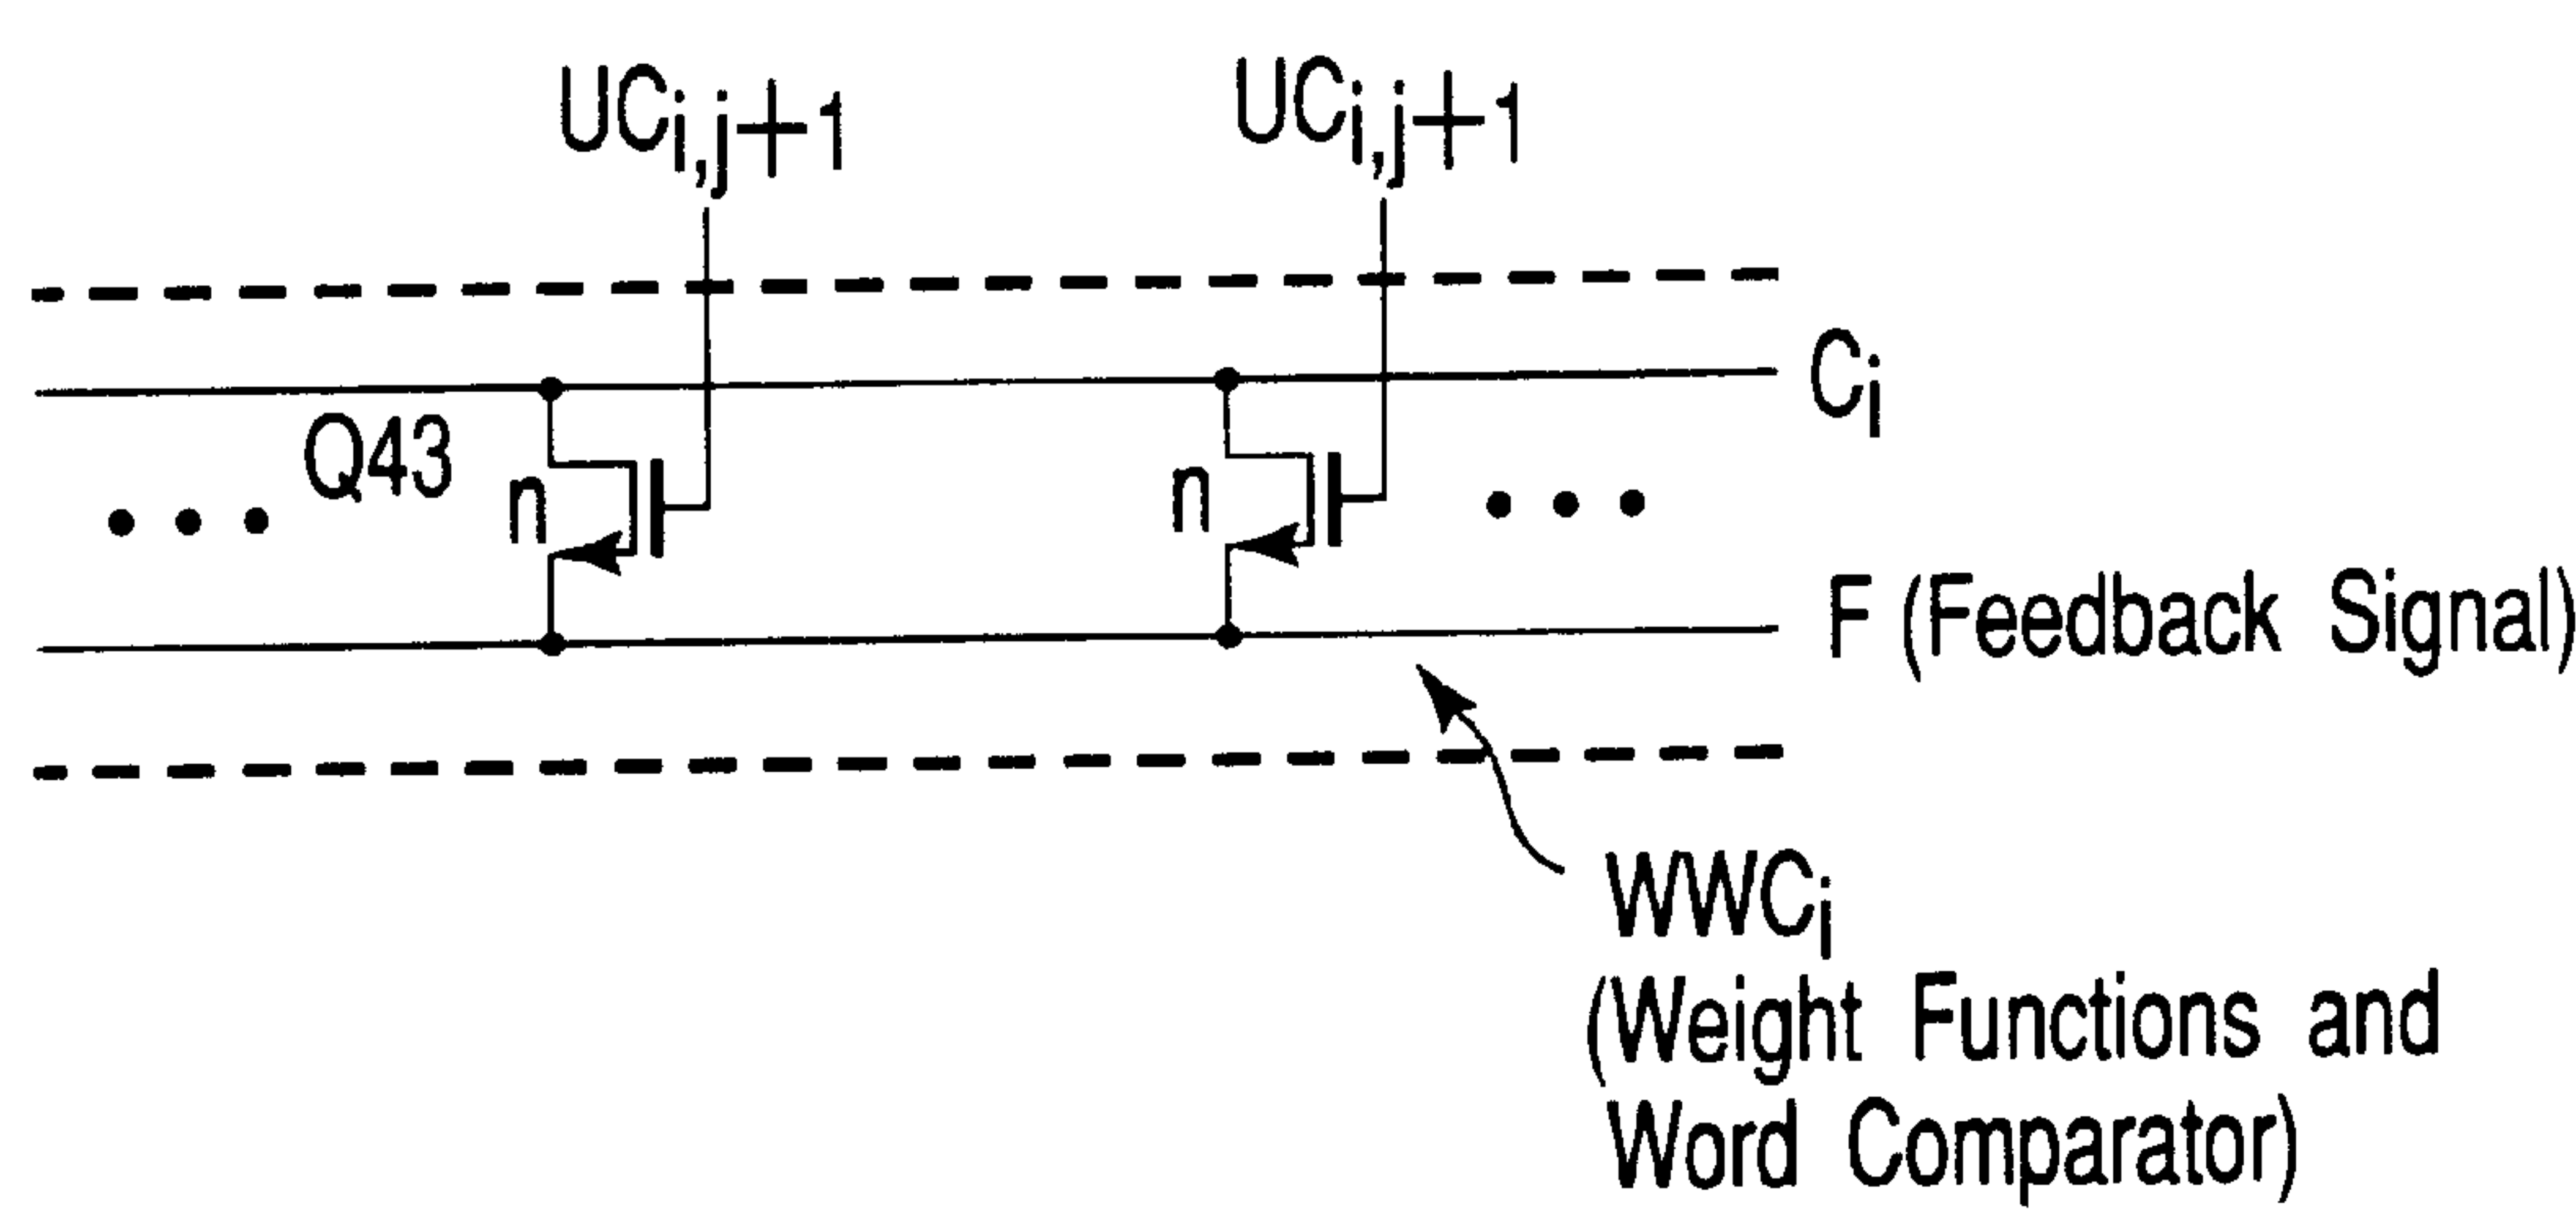 UCi,j+1 UCi,j+1
Ci
Q43
n n
F (Feedback Signal)
WWCi
(Weight Functions and
Word Comparator)